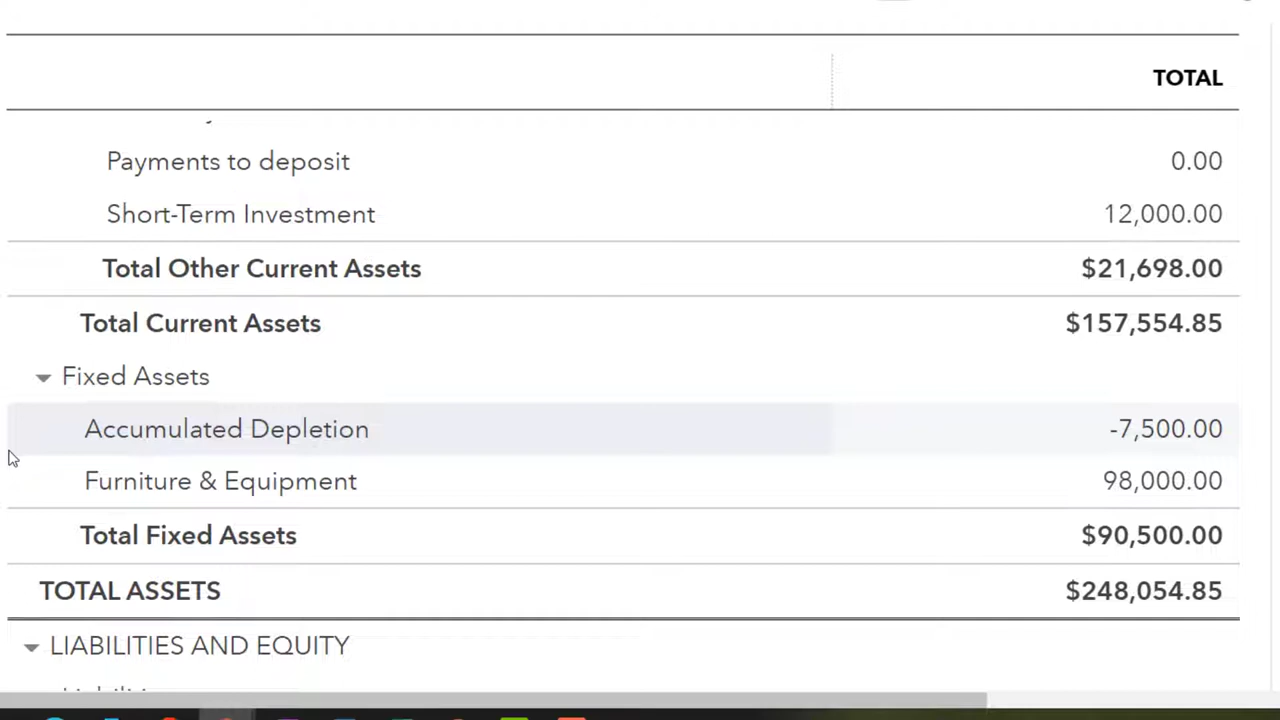 TOTAL
Payments to deposit 0.00
Short-Term Investment 12,000.00
Total Other Current Assets $21,698.00
Total Current Assets $157,554.85
Fixed Assets
Accumulated Depletion -7,500.00
Furniture & Equipment 98,000.00
Total Fixed Assets $90,500.00
TOTAL ASSETS $248,054.85
LIABILITIES AND EQUITY